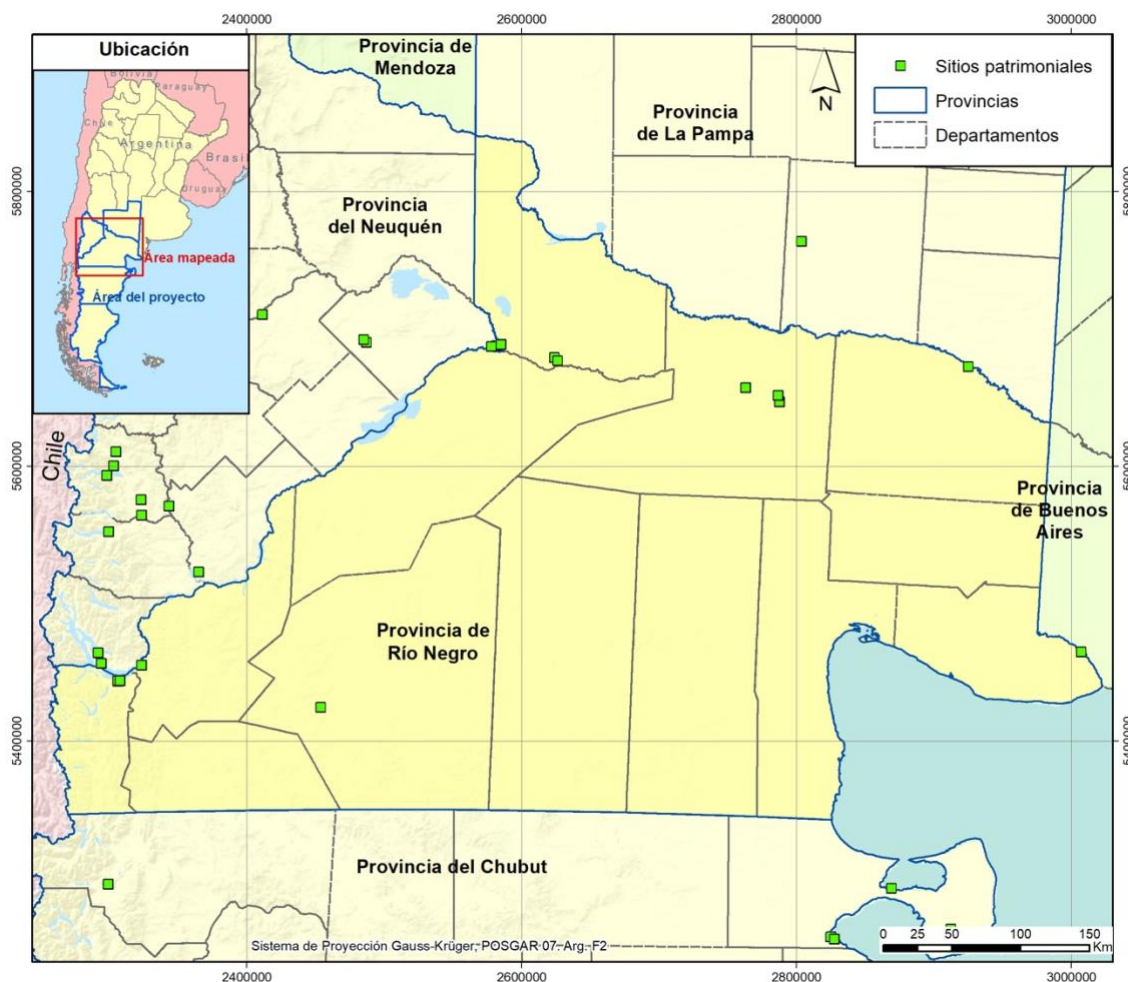 2400000
2600000
2800000
3000000
Ubicación
Bolivia
Paraguay
Chile
Argentina
Brasil
Uruguay
Área mapeada
Área del proyecto
Provincia de
Mendoza
Provincia
de La Pampa
N
Sitios patrimoniales
Provincias
Departamentos
5800000
5800000
Provincia
del Neuquén
Chile
5600000
5600000
Provincia
de Buenos
Aires
Provincia de
Río Negro
5400000
5400000
Provincia del Chubut
Sistema de Proyección Gauss-Krüger, POSGAR 07. Arg. F2
0 25 50 100 150
Km
2400000
2600000
2800000
3000000